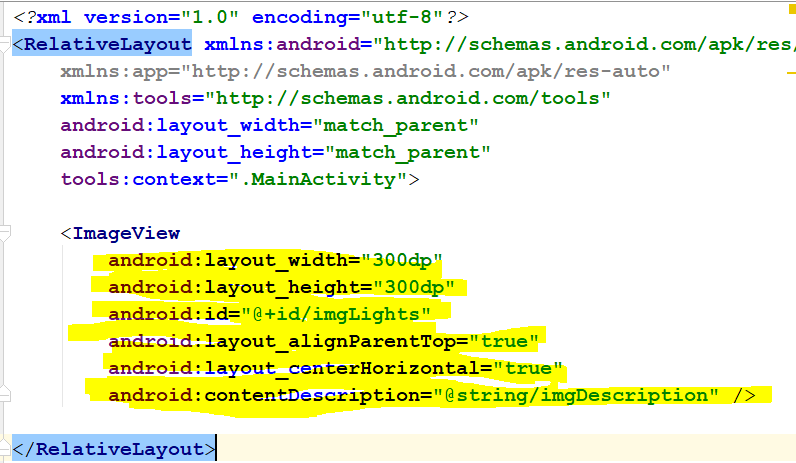 <?xml version="1.0" encoding="utf-8"?>
<RelativeLayout xmlns:android="http://schemas.android.com/apk/res/
xmlns:app="http://schemas.android.com/apk/res-auto"
xmlns:tools="http://schemas.android.com/tools"
android:layout_width="match_parent"
android:layout_height="match_parent"
tools:context=".MainActivity">
<ImageView
android:layout_width="300dp"
android:layout_height="300dp"
android:id="@+id/imgLights"
android:layout_alignParentTop="true"
android:layout_centerHorizontal="true"
android:contentDescription="@string/imgDescription" />
</RelativeLayout>